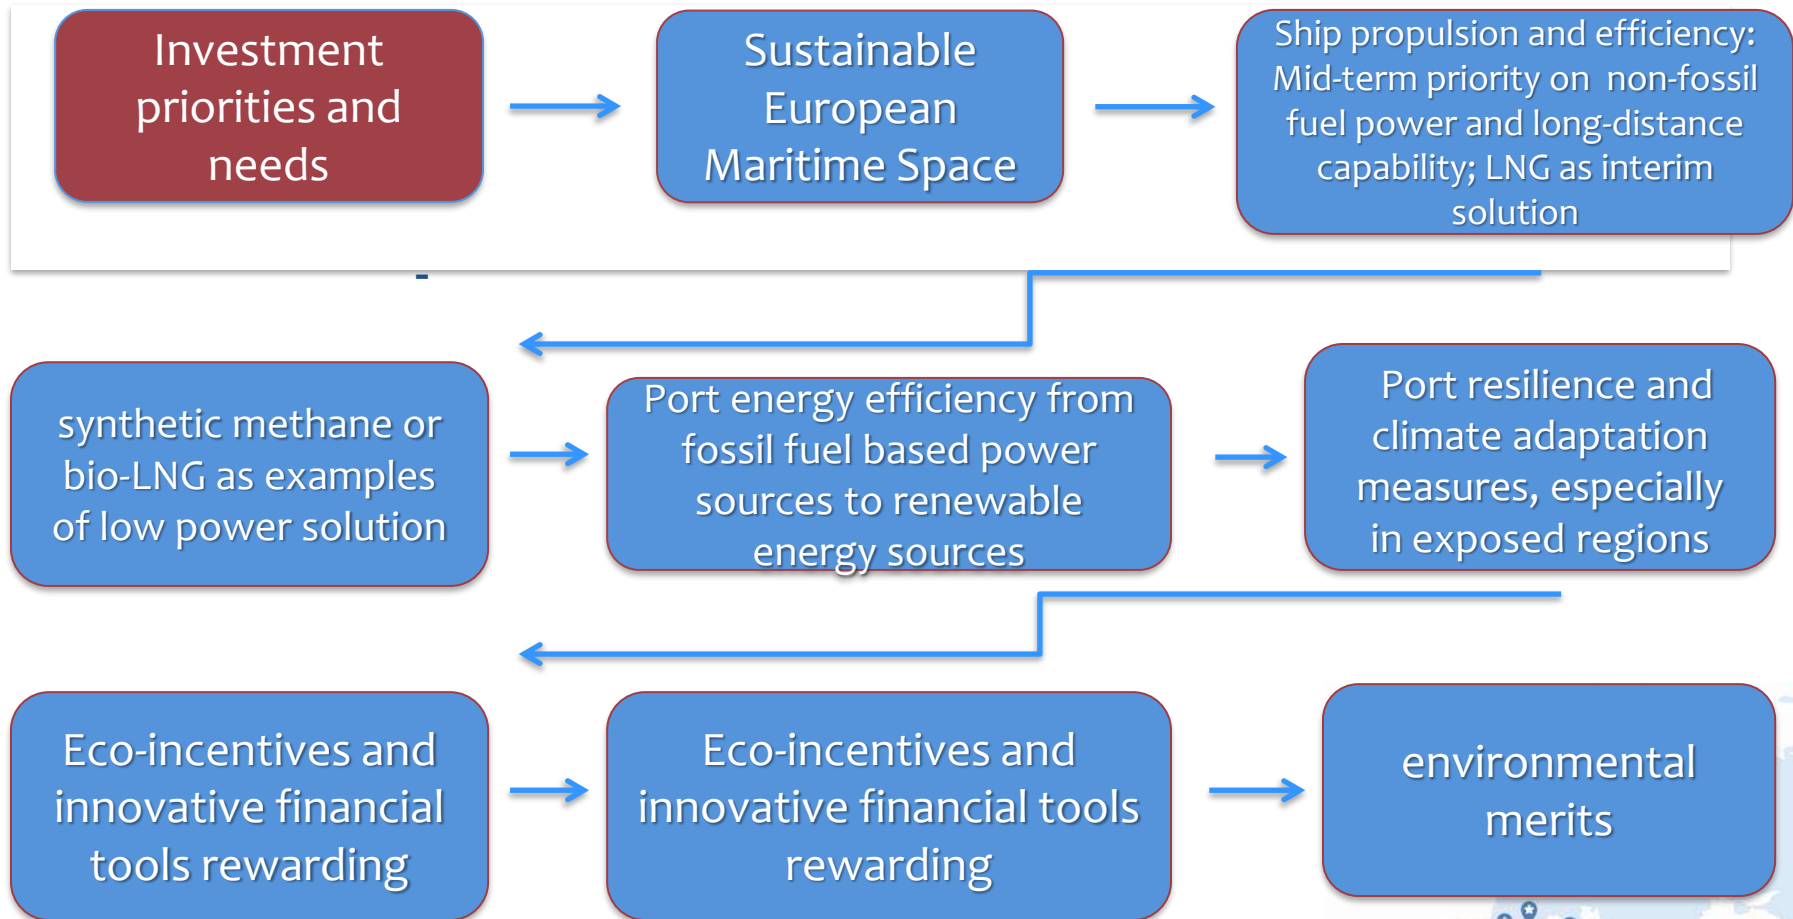 Investment
priorities and
needs
Sustainable
European
Maritime Space
Ship propulsion and efficiency:
Mid-term priority on non-fossil
fuel power and long-distance
capability; LNG as interim
solution
synthetic methane or
bio-LNG as examples
of low power solution
Port energy efficiency from
fossil fuel based power
sources to renewable
energy sources
Port resilience and
climate adaptation
measures, especially
in exposed regions
Eco-incentives and
innovative financial
tools rewarding
Eco-incentives and
innovative financial tools
rewarding
environmental
merits